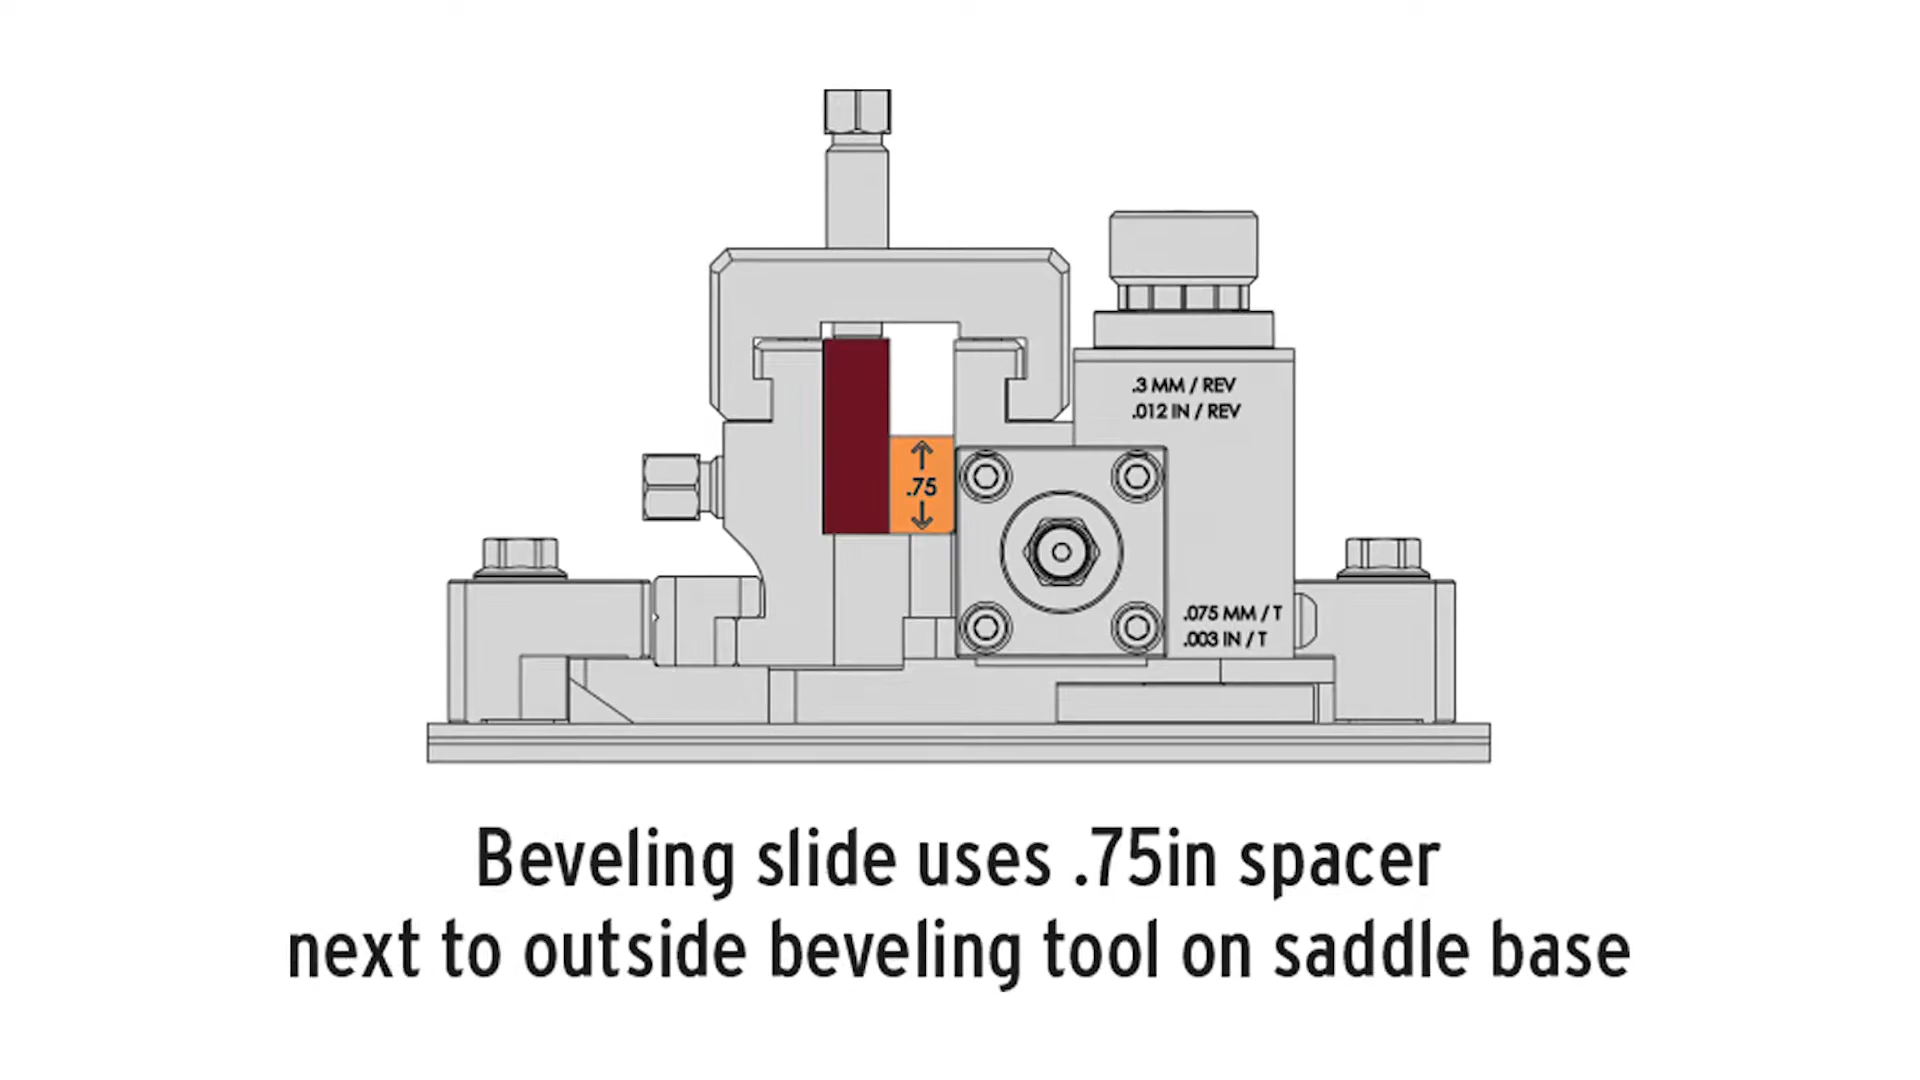 .3 MM / REV
.012 IN / REV
.75
.075 MM / T
.003 IN / T
Beveling slide uses .75in spacer
next to outside beveling tool on saddle base